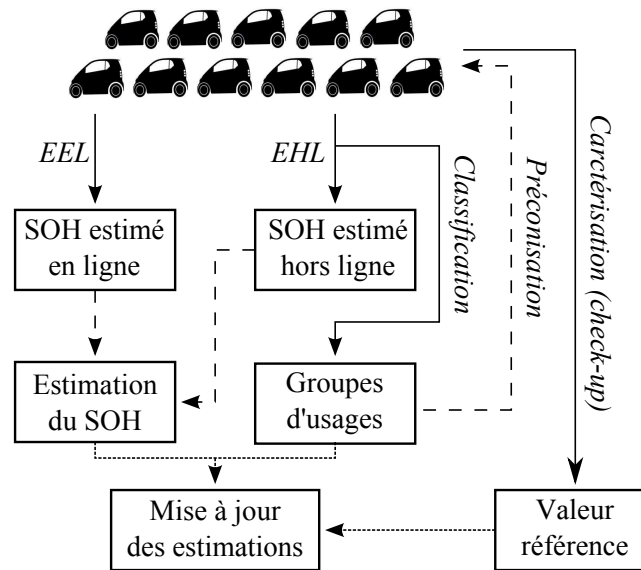 EEL
EHL
SOH estimé
en ligne
SOH estimé
hors ligne
Classification
Préconisation
Carctérisation (check-up)
Estimation
du SOH
Groupes
d'usages
Mise à jour
des estimations
Valeur
référence